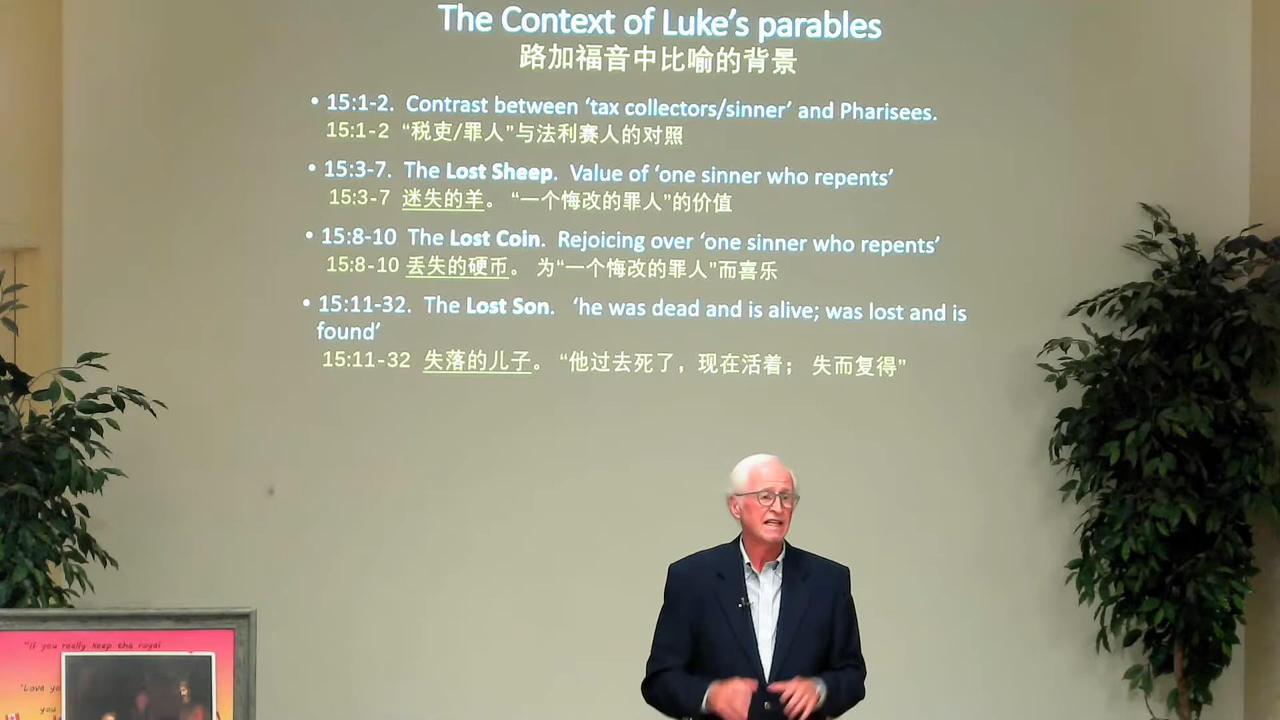 The Context of Luke's parables
路加福音中比喻的背景
• 15:1-2. Contrast between ‘tax collectors/sinner’ and Pharisees.
15:1-2 “税吏/罪人”与法利赛人的对照
• 15:3-7. The Lost Sheep. Value of ‘one sinner who repents’
15:3-7 迷失的羊。 “一个悔改的罪人”的价值
• 15:8-10 The Lost Coin. Rejoicing over ‘one sinner who repents’
15:8-10 丢失的硬币。 为“一个悔改的罪人”而喜乐
• 15:11-32. The Lost Son. ‘he was dead and is alive; was lost and is
found’
15:11-32 失落的儿子。 “他过去死了，现在活着； 失而复得”
"If you really keep the royal
'Love yo
you